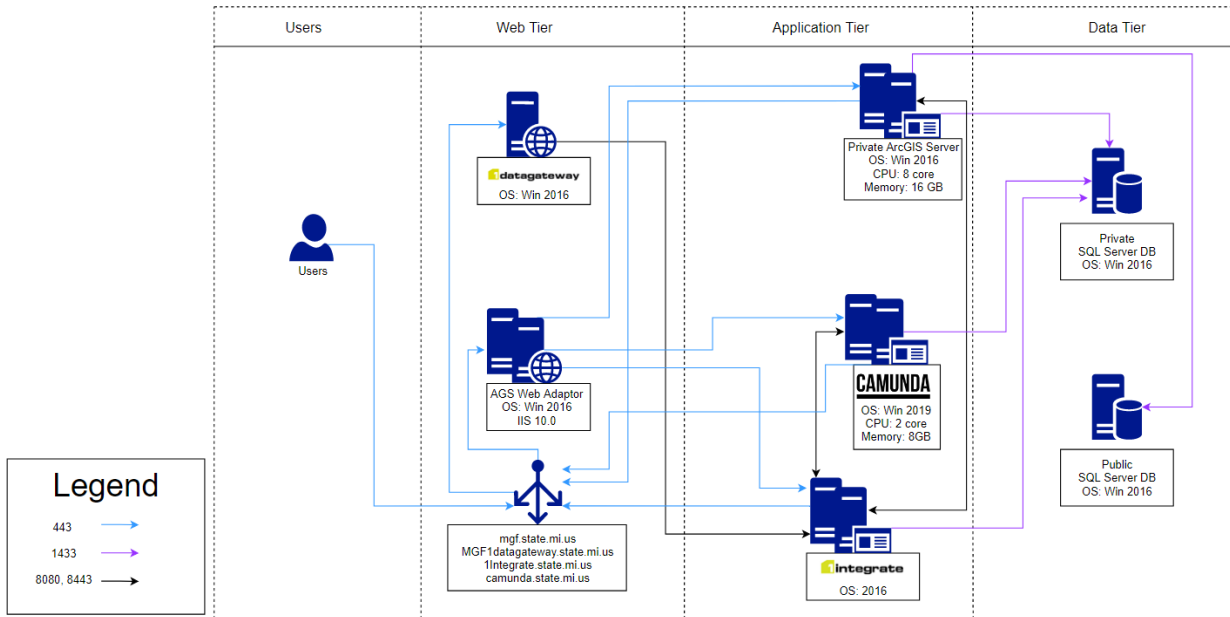 Users
Web Tier
Application Tier
Data Tier
1datagateway
OS: Win 2016
Private ArcGIS Server
OS: Win 2016
CPU: 8 core
Memory: 16 GB
Private
SQL Server DB
OS: Win 2016
Users
AGS Web Adaptor
OS: Win 2016
IIS 10.0
CAMUNDA
OS: Win 2019
CPU: 2 core
Memory: 8GB
Public
SQL Server DB
OS: Win 2016
mgf.state.mi.us
MGF1datagateway.state.mi.us
1Integrate.state.mi.us
camunda.state.mi.us
1integrate
OS: 2016
Legend
443
1433
8080, 8443